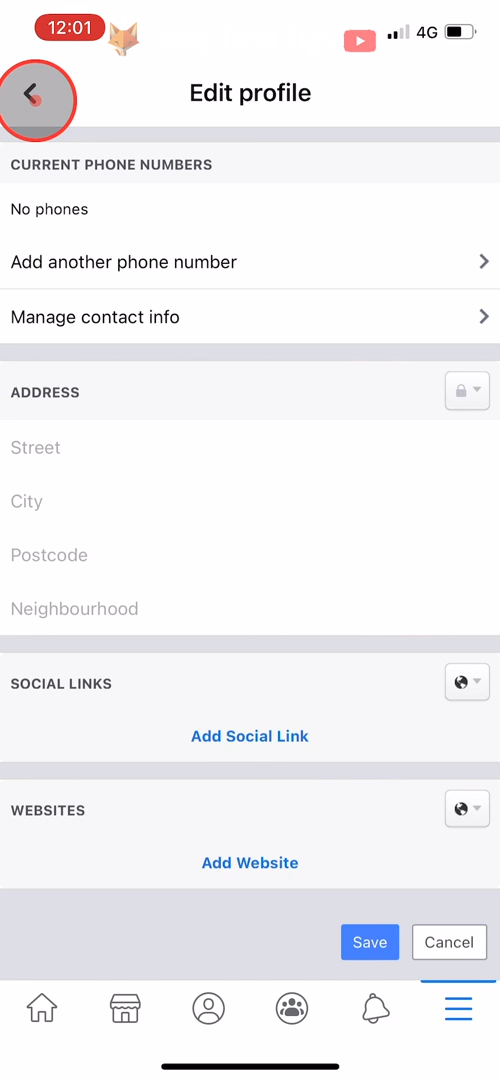 12:01
4G
Edit profile
CURRENT PHONE NUMBERS
No phones
Add another phone number
Manage contact info
ADDRESS
Street
City
Postcode
Neighbourhood
SOCIAL LINKS
Add Social Link
WEBSITES
Add Website
Save
Cancel